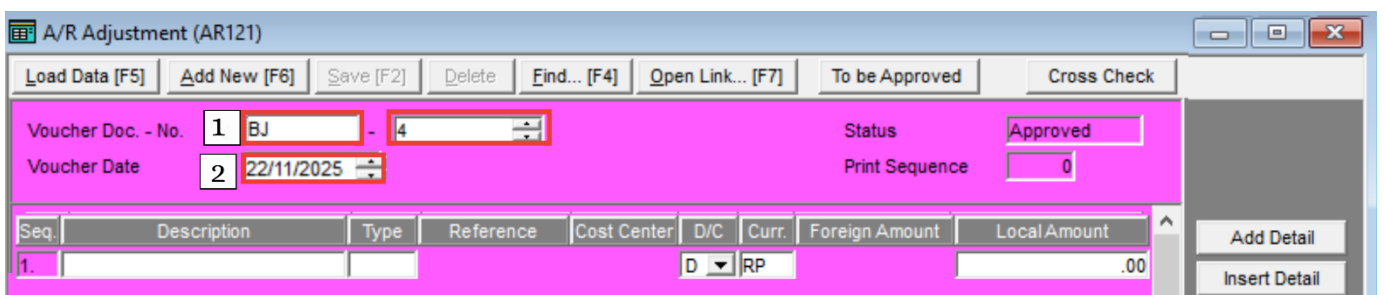 A/R Adjustment (AR121)
Load Data [F5] Add New [F6] Save [F2] Delete Find... [F4] Open Link... [F7] To be Approved Cross Check
Voucher Doc. - No. 1 BJ - 4 Status Approved
Voucher Date 2 22/11/2025 Print Sequence 0
Seq. Description Type Reference Cost Center D/C Curr. Foreign Amount Local Amount
Add Detail
1. D RP .00
Insert Detail